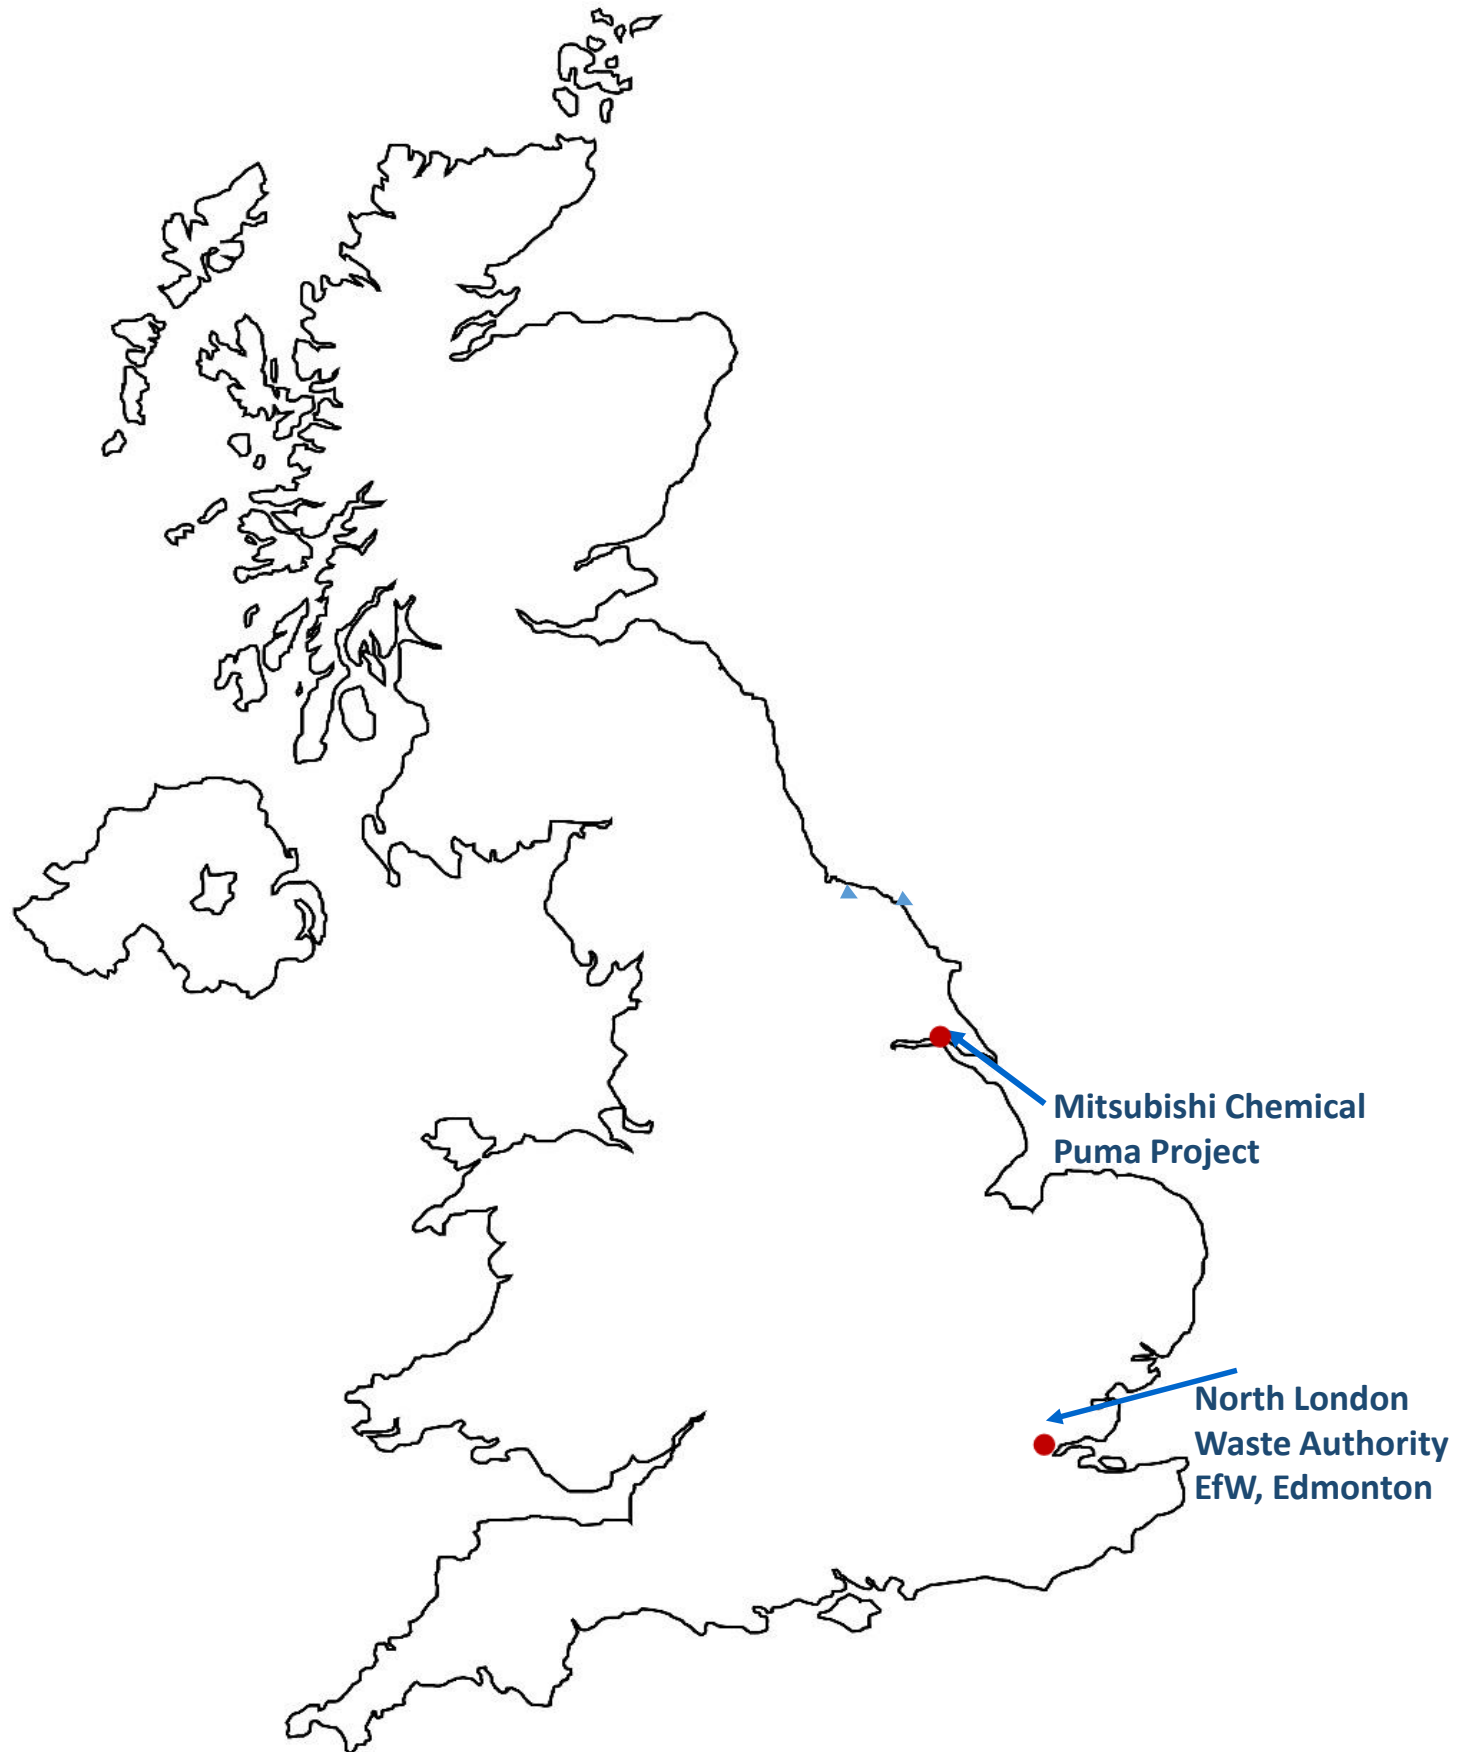 Mitsubishi Chemical
Puma Project
North London
Waste Authority
EfW, Edmonton